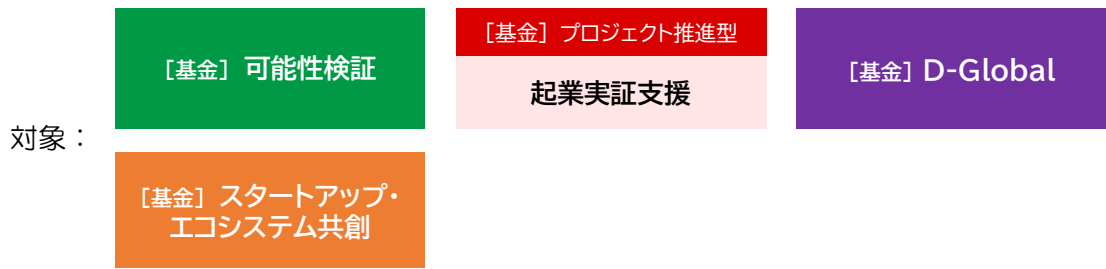 ［基金］可能性検証
［基金］プロジェクト推進型
起業実証支援
［基金］D-Global
対象：
［基金］スタートアップ・
エコシステム共創